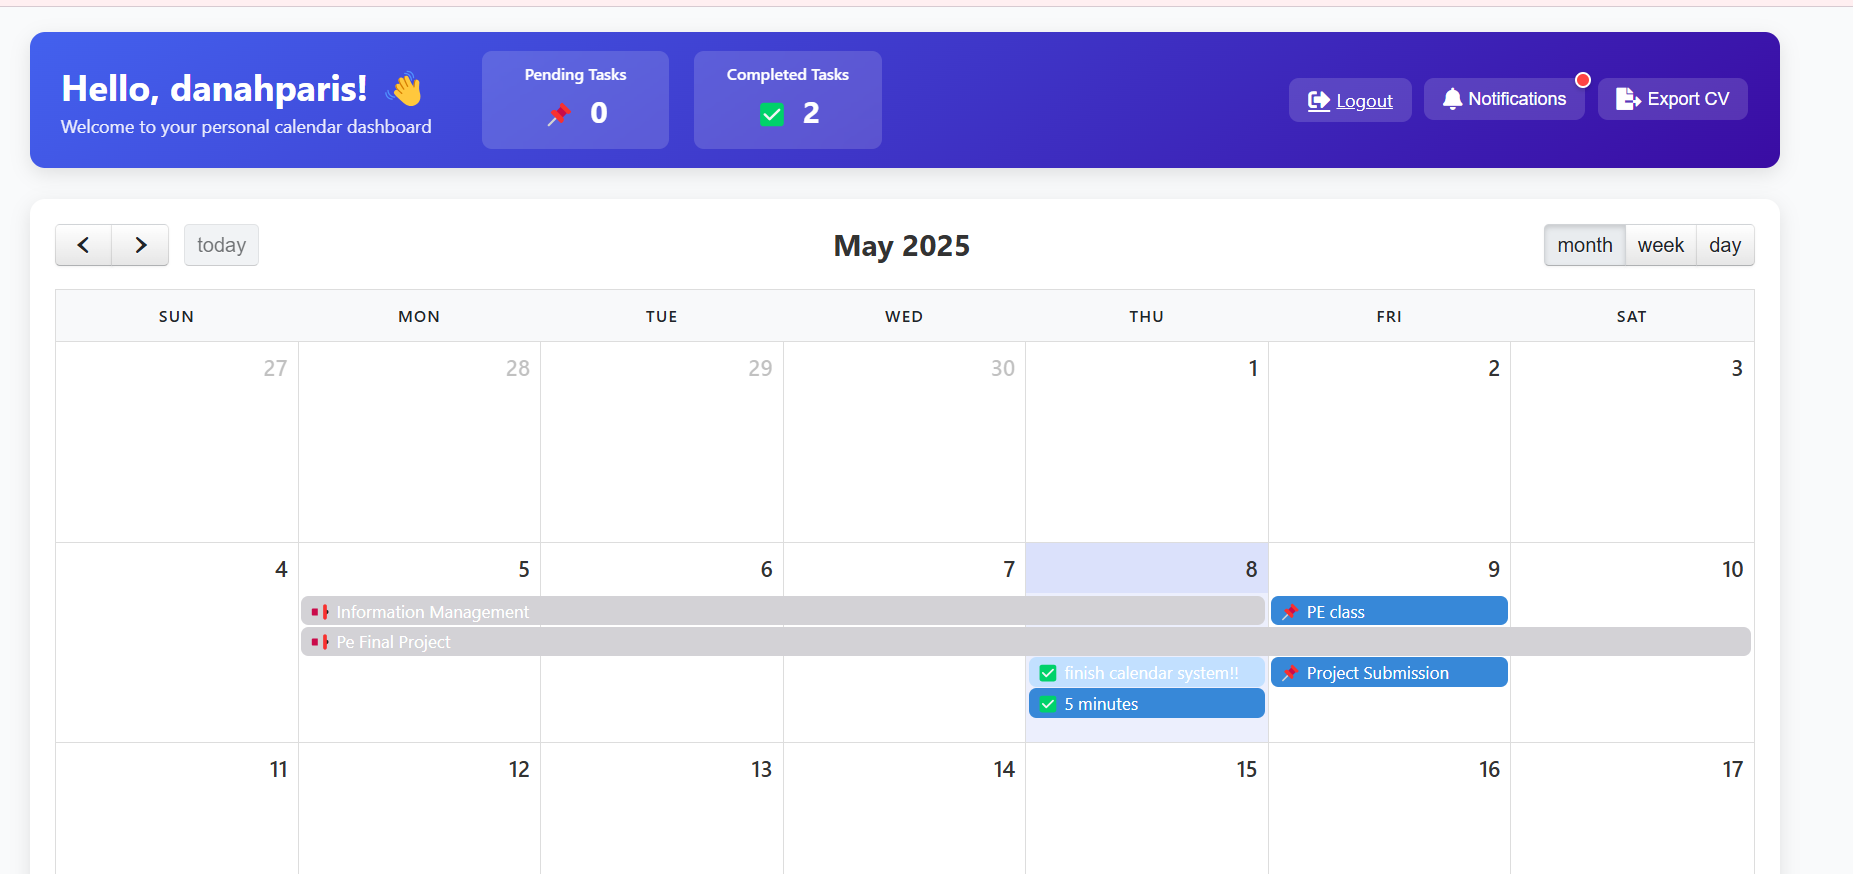 Hello, danahparis! 👋
Welcome to your personal calendar dashboard
Pending Tasks
📌 0
Completed Tasks
✅ 2
Logout
Notifications
Export CV
today
May 2025
month week day
SUN MON TUE WED THU FRI SAT
27 28 29 30 1 2 3
4 5 6 7 8 9 10
Information Management
📌 PE class
Pe Final Project
✅ finish calendar system!!
📌 Project Submission
✅ 5 minutes
11 12 13 14 15 16 17